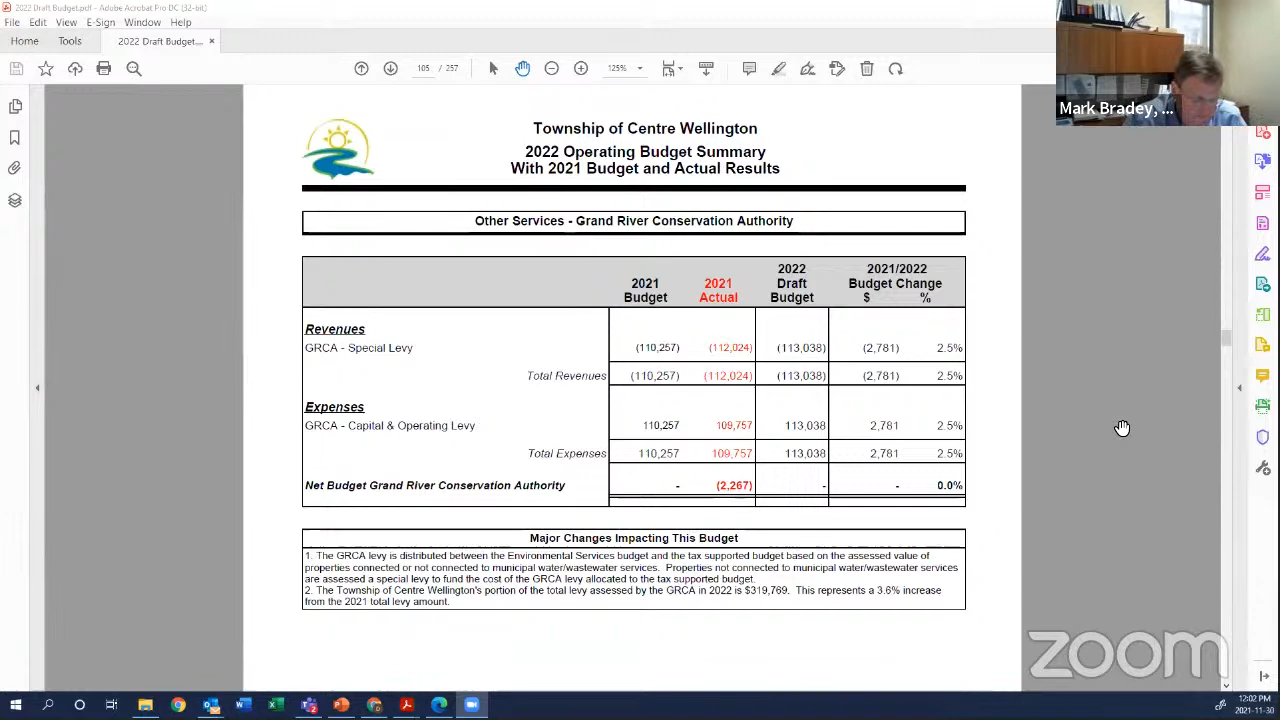 2022 Draft Budget.pdf - Adobe Acrobat Pro DC (32-bit)
File Edit View E-Sign Window Help
Home Tools 2022 Draft Budget... ×
105 / 257 125%
Mark Bradey, ...
Township of Centre Wellington
2022 Operating Budget Summary
With 2021 Budget and Actual Results
Other Services - Grand River Conservation Authority
2021 Budget 2021 Actual 2022 Draft Budget 2021/2022 Budget Change $ %
Revenues
GRCA - Special Levy (110,257) (112,024) (113,038) (2,781) 2.5%
Total Revenues (110,257) (112,024) (113,038) (2,781) 2.5%
Expenses
GRCA - Capital & Operating Levy 110,257 109,757 113,038 2,781 2.5%
Total Expenses 110,257 109,757 113,038 2,781 2.5%
Net Budget Grand River Conservation Authority - (2,267) - - 0.0%
Major Changes Impacting This Budget
1. The GRCA levy is distributed between the Environmental Services budget and the tax supported budget based on the assessed value of
properties connected or not connected to municipal water/wastewater services. Properties not connected to municipal water/wastewater services
are assessed a special levy to fund the cost of the GRCA levy allocated to the tax supported budget.
2. The Township of Centre Wellington's portion of the total levy assessed by the GRCA in 2022 is $319,769. This represents a 3.6% increase
from the 2021 total levy amount.
zoom
12:02 PM
2021-11-30